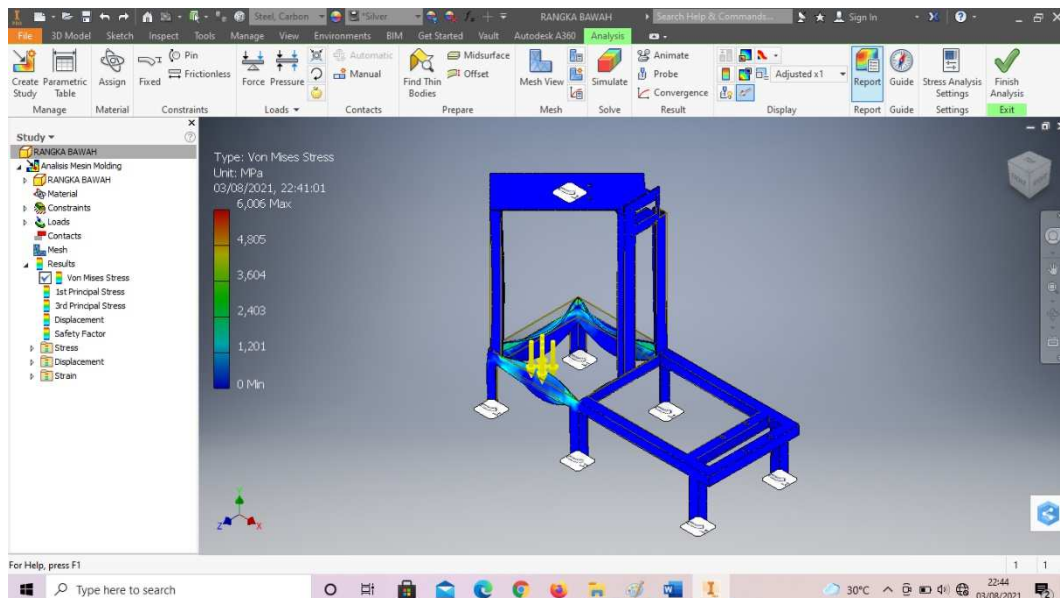 Steel, Carbon
*Silver
RANGKA BAWAH
Search Help & Commands...
Sign In
File
3D Model
Sketch
Inspect
Tools
Manage
View
Environments
BIM
Get Started
Vault
Autodesk A360
Analysis
Create Study
Parametric Table
Assign
Fixed
Pin
Frictionless
Force
Pressure
Automatic
Manual
Find Thin Bodies
Midsurface
Offset
Mesh View
Simulate
Animate
Probe
Convergence
Adjusted x1
Report
Guide
Stress Analysis Settings
Finish Analysis
Manage
Material
Constraints
Loads
Contacts
Prepare
Mesh
Solve
Result
Display
Report
Guide
Settings
Exit
Study
RANGKA BAWAH
Analisis Mesin Molding
RANGKA BAWAH
Material
Constraints
Loads
Contacts
Mesh
Results
Von Mises Stress
1st Principal Stress
3rd Principal Stress
Displacement
Safety Factor
Stress
Displacement
Strain
Type: Von Mises Stress
Unit: MPa
03/08/2021, 22:41:01
6,006 Max
4,805
3,604
2,403
1,201
0 Min
Y
Z
X
For Help, press F1
1 1
Type here to search
30°C
22:44
03/08/2021